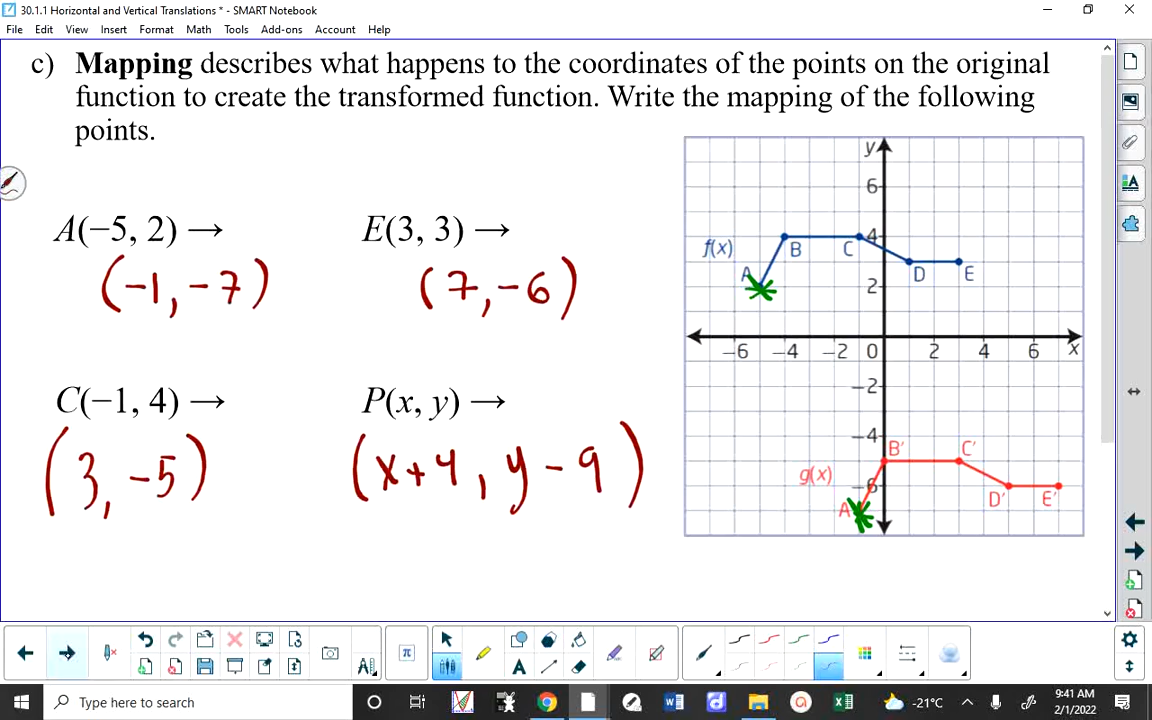 30.1.1 Horizontal and Vertical Translations * - SMART Notebook
File Edit View Insert Format Math Tools Add-ons Account Help
c) Mapping describes what happens to the coordinates of the points on the original
function to create the transformed function. Write the mapping of the following
points.
A(−5, 2) → E(3, 3) →
(-1, -7) (7, -6)
C(−1, 4) → P(x, y) →
(3, -5) (x+4, y-9)
y
6
4
2
f(x)
A B C D E
−6 −4 −2 0 2 4 6 x
−2
−4
−6
g(x)
A' B' C' D' E'
Type here to search
-21°C
9:41 AM
2/1/2022